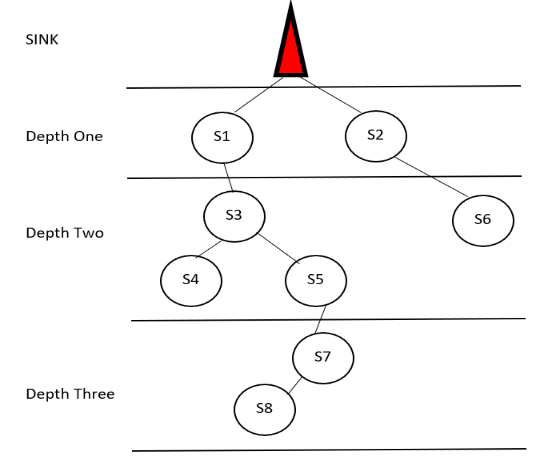 SINK
Depth One
S1
S2
Depth Two
S3
S6
S4
S5
Depth Three
S7
S8